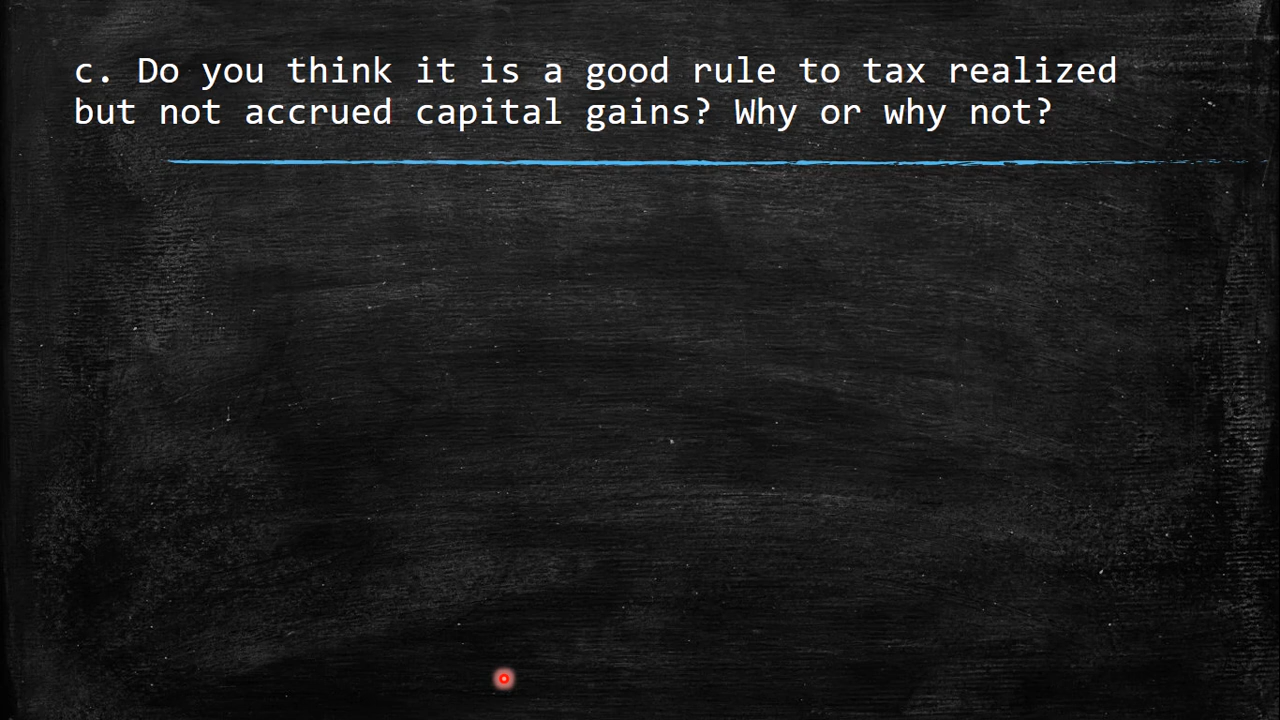 c. Do you think it is a good rule to tax realized
but not accrued capital gains? Why or why not?